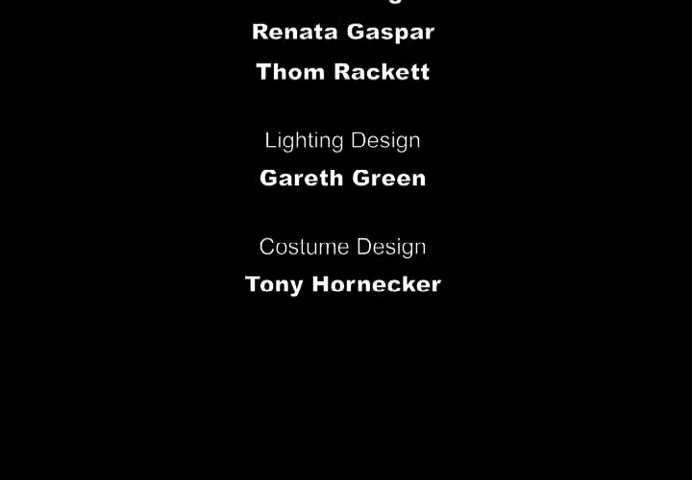 Renata Gaspar
Thom Rackett
Lighting Design
Gareth Green
Costume Design
Tony Hornecker